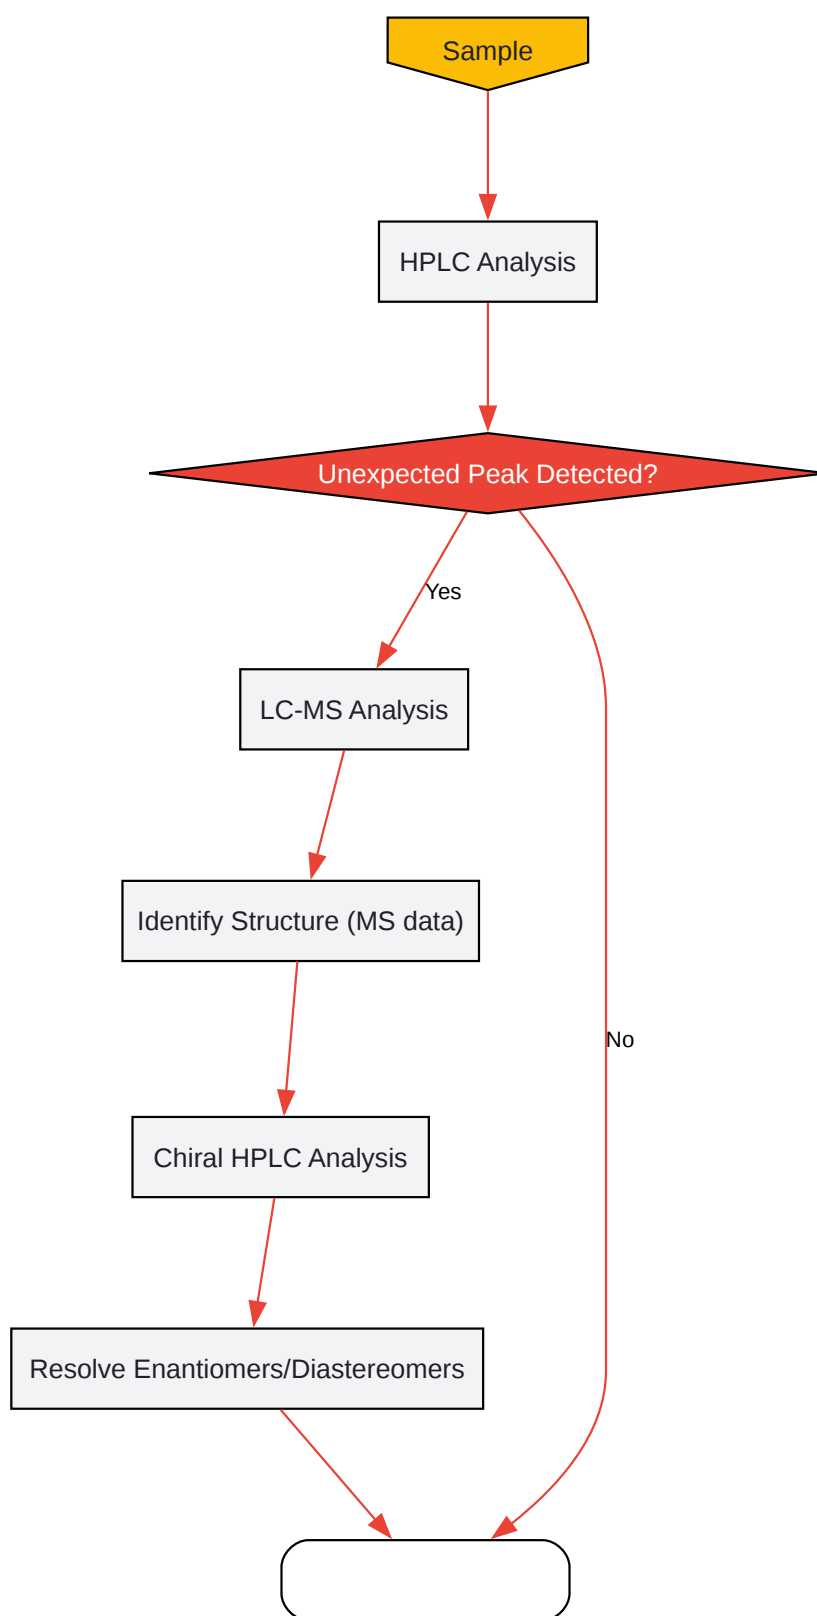 Sample
HPLC Analysis
Unexpected Peak Detected?
Yes
LC-MS Analysis
Identify Structure (MS data)
No
Chiral HPLC Analysis
Resolve Enantiomers/Diastereomers